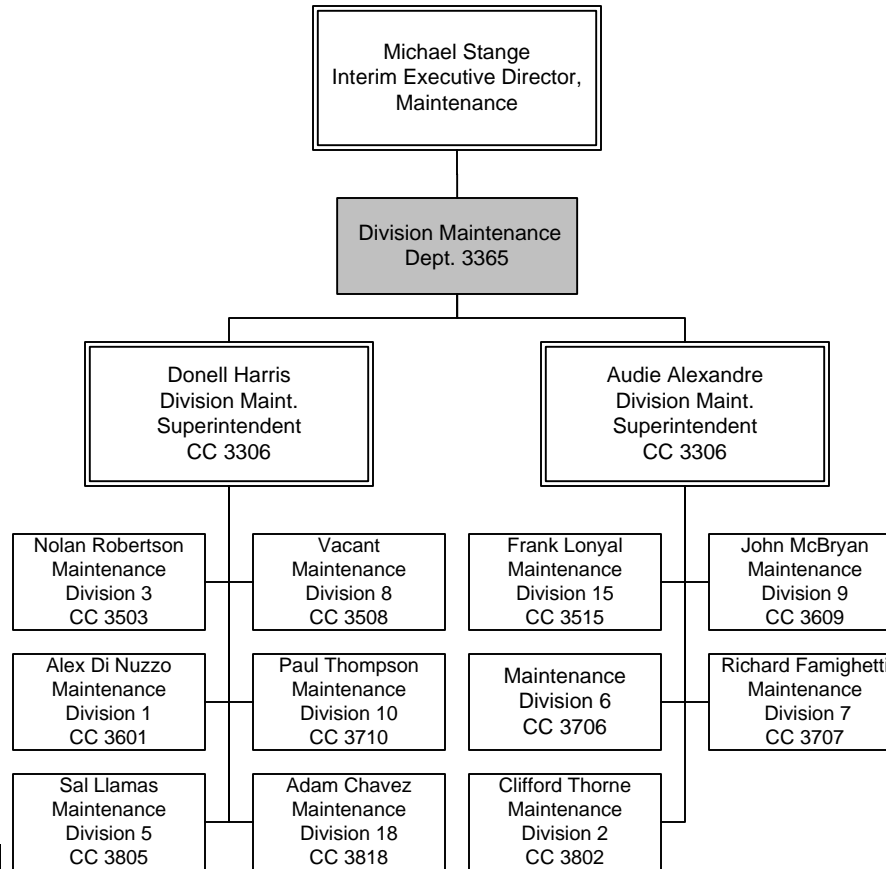 Michael Stange
Interim Executive Director,
Maintenance
Division Maintenance
Dept. 3365
Donell Harris
Division Maint.
Superintendent
CC 3306
Audie Alexandre
Division Maint.
Superintendent
CC 3306
Nolan Robertson
Maintenance
Division 3
CC 3503
Vacant
Maintenance
Division 8
CC 3508
Frank Lonyal
Maintenance
Division 15
CC 3515
John McBryan
Maintenance
Division 9
CC 3609
Alex Di Nuzzo
Maintenance
Division 1
CC 3601
Paul Thompson
Maintenance
Division 10
CC 3710
Maintenance
Division 6
CC 3706
Richard Famighetti
Maintenance
Division 7
CC 3707
Sal Llamas
Maintenance
Division 5
CC 3805
Adam Chavez
Maintenance
Division 18
CC 3818
Clifford Thorne
Maintenance
Division 2
CC 3802